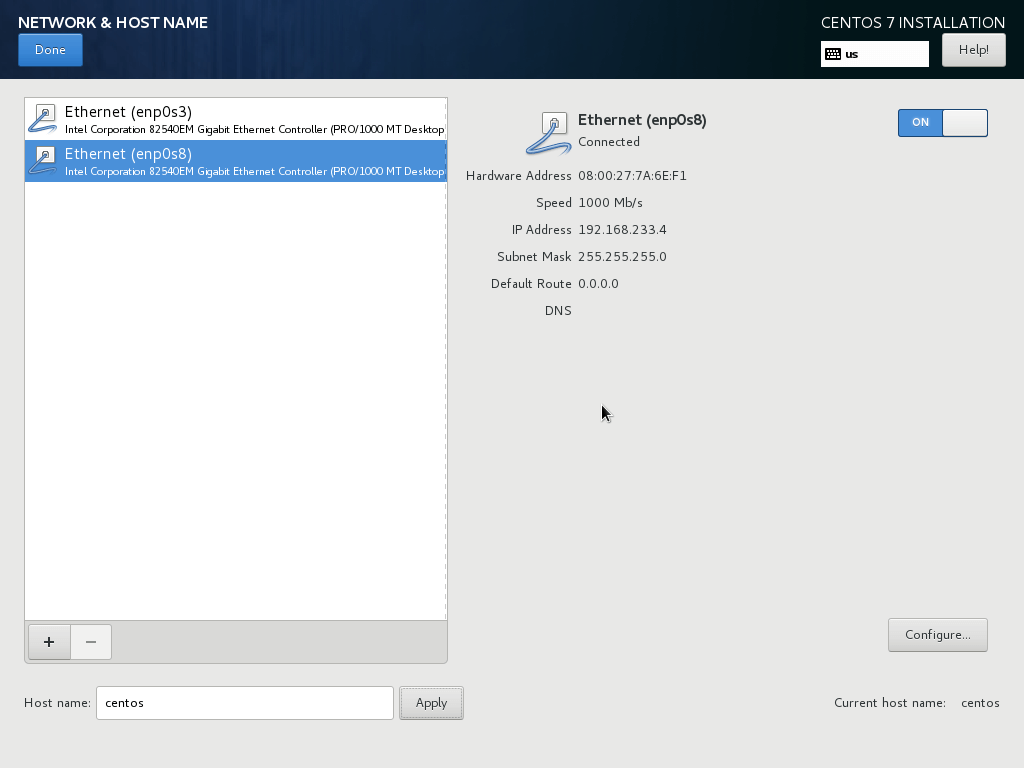 NETWORK & HOST NAME
CENTOS 7 INSTALLATION
Done
us
Help!
Ethernet (enp0s3)
Intel Corporation 82540EM Gigabit Ethernet Controller (PRO/1000 MT Desktop
Ethernet (enp0s8)
Intel Corporation 82540EM Gigabit Ethernet Controller (PRO/1000 MT Desktop
Ethernet (enp0s8)
Connected
ON
Hardware Address 08:00:27:7A:6E:F1
Speed 1000 Mb/s
IP Address 192.168.233.4
Subnet Mask 255.255.255.0
Default Route 0.0.0.0
DNS
+ −
Configure...
Host name: centos Apply
Current host name: centos